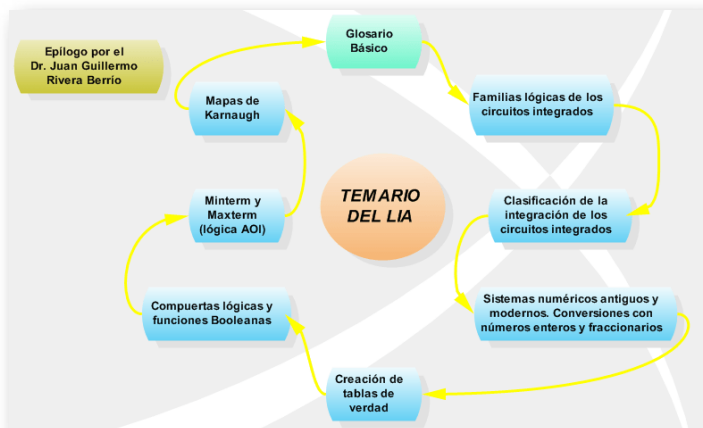 Epílogo por el
Dr. Juan Guillermo
Rivera Berrío
Glosario
Básico
Familias lógicas de los
circuitos integrados
Clasificación de la
integración de los
circuitos integrados
Sistemas numéricos antiguos y
modernos. Conversiones con
números enteros y fraccionarios
Creación de
tablas de
verdad
Compuertas lógicas y
funciones Booleanas
Minterm y
Maxterm
(lógica AOI)
Mapas de
Karnaugh
TEMARIO
DEL LIA